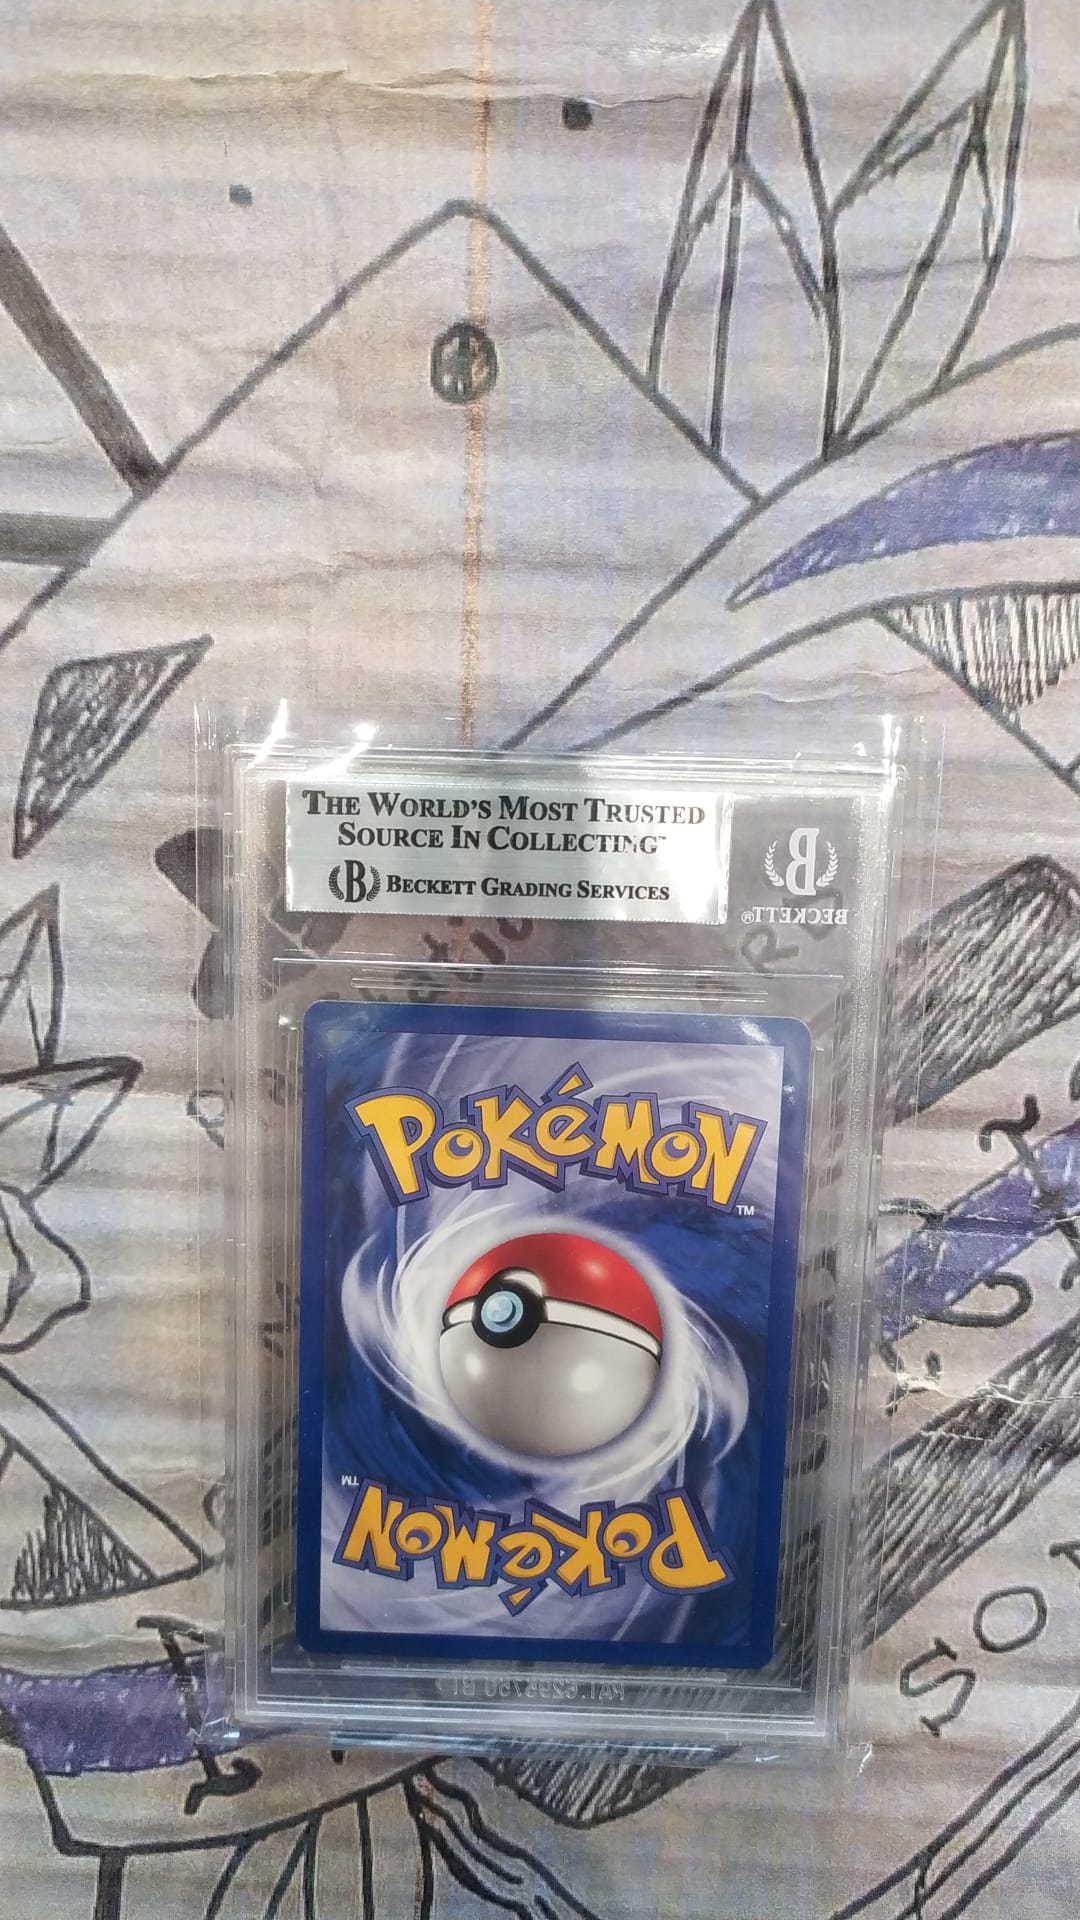 THE WORLD'S MOST TRUSTED
SOURCE IN COLLECTING™
B BECKETT GRADING SERVICES
B
BECKETT®
POKéMON
TM
TM
POKéMON